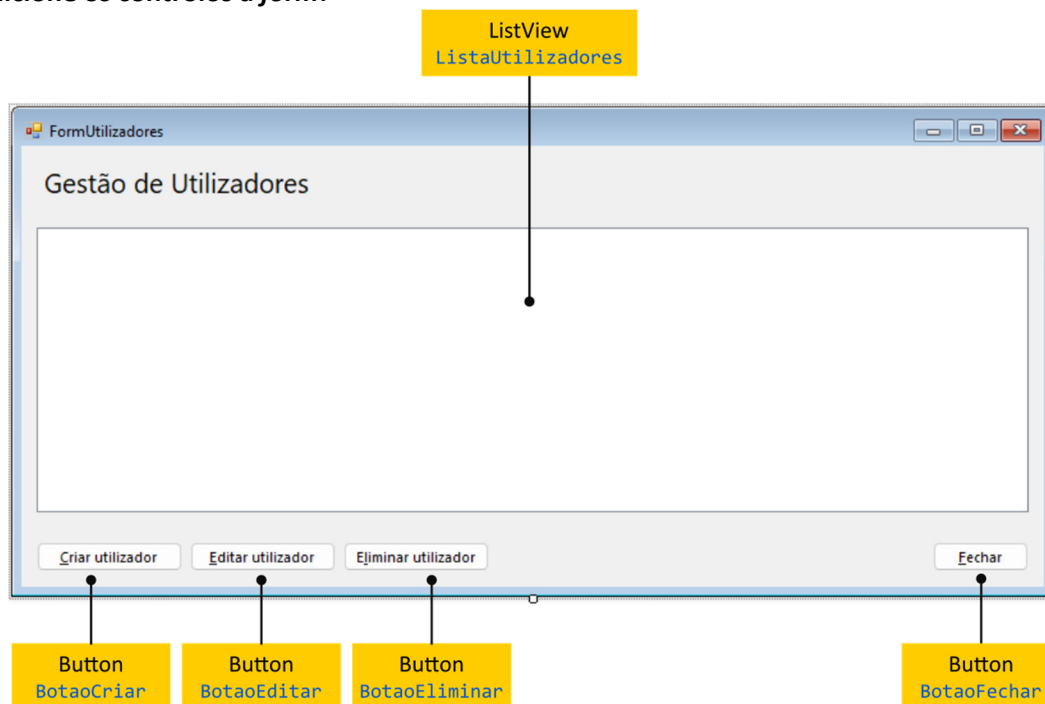 ListView
ListaUtilizadores
FormUtilizadores
Gestão de Utilizadores
Criar utilizador Editar utilizador Eliminar utilizador Fechar
Button Button Button Button
BotaoCriar BotaoEditar BotaoEliminar BotaoFechar